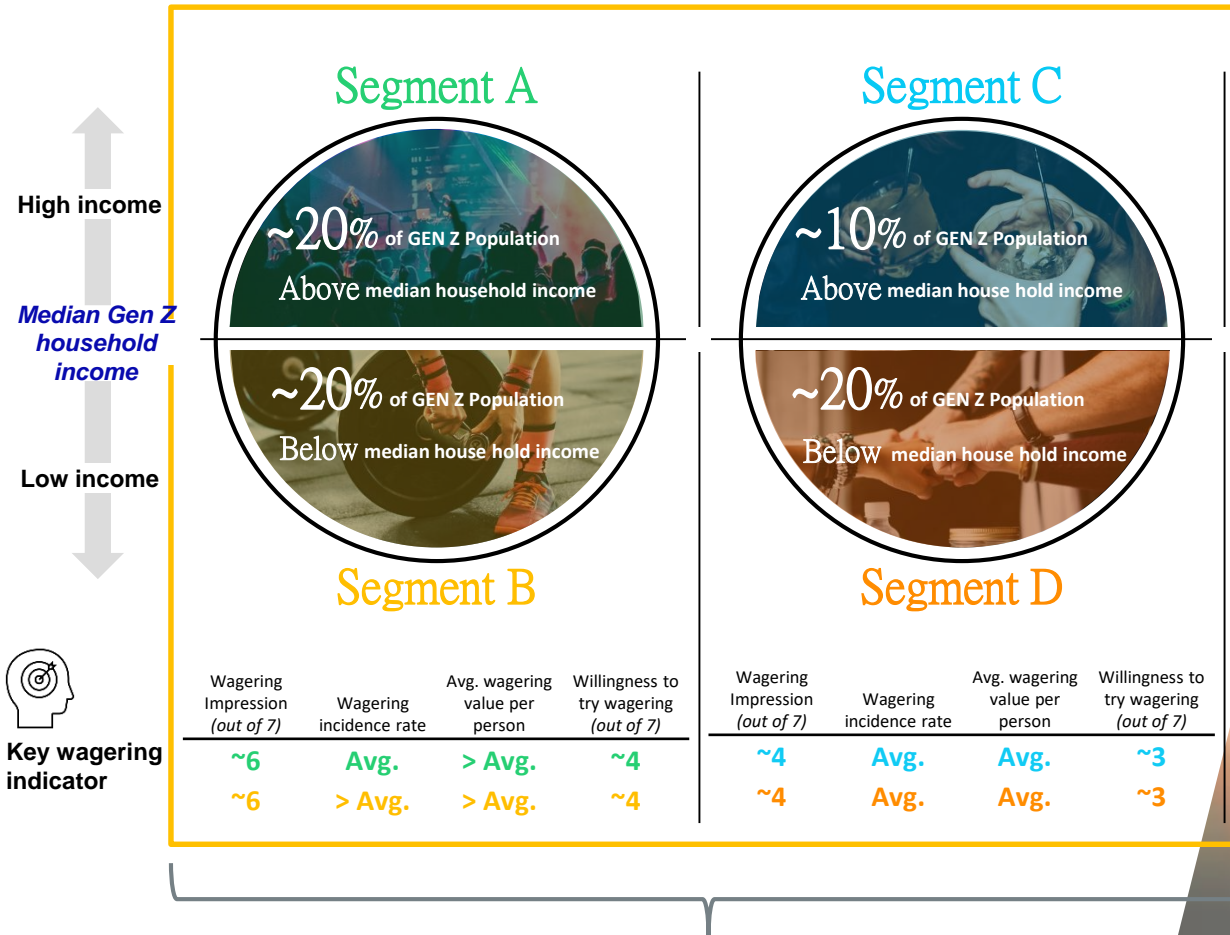 Segment A
Segment C
High income
~20% of GEN Z Population
Above median household income
~10% of GEN Z Population
Above median house hold income
Median Gen Z
household
income
~20% of GEN Z Population
Below median house hold income
~20% of GEN Z Population
Below median house hold income
Low income
Segment B
Segment D
Key wagering
indicator
Wagering
Impression
(out of 7)
Wagering
incidence rate
Avg. wagering
value per
person
Willingness to
try wagering
(out of 7)
~6 Avg. > Avg. ~4
~6 > Avg. > Avg. ~4
Wagering
Impression
(out of 7)
Wagering
incidence rate
Avg. wagering
value per
person
Willingness to
try wagering
(out of 7)
~4 Avg. Avg. ~3
~4 Avg. Avg. ~3